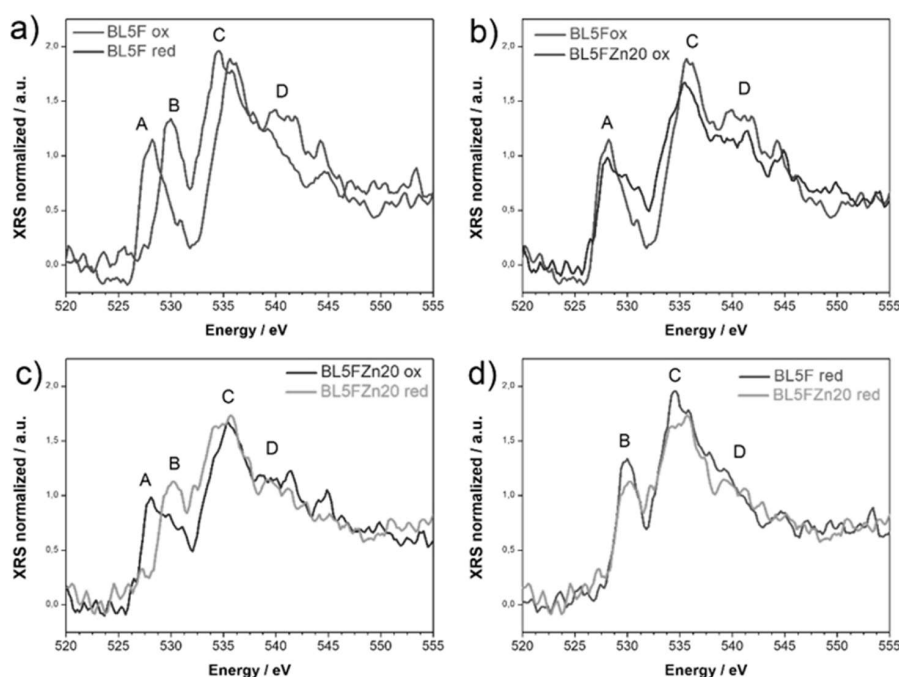 a)
BL5F ox
BL5F red
A
B
C
D
XRS normalized / a.u.
2,0
1,5
1,0
0,5
0,0
520 525 530 535 540 545 550 555
Energy / eV
b)
BL5Fox
BL5FZn20 ox
A
C
D
XRS normalized / a.u.
2,0
1,5
1,0
0,5
0,0
520 525 530 535 540 545 550 555
Energy / eV
c)
BL5FZn20 ox
BL5FZn20 red
A
B
C
D
XRS normalized / a.u.
2,0
1,5
1,0
0,5
0,0
520 525 530 535 540 545 550 555
Energy / eV
d)
BL5F red
BL5FZn20 red
B
C
D
XRS normalized / a.u.
2,0
1,5
1,0
0,5
0,0
520 525 530 535 540 545 550 555
Energy / eV